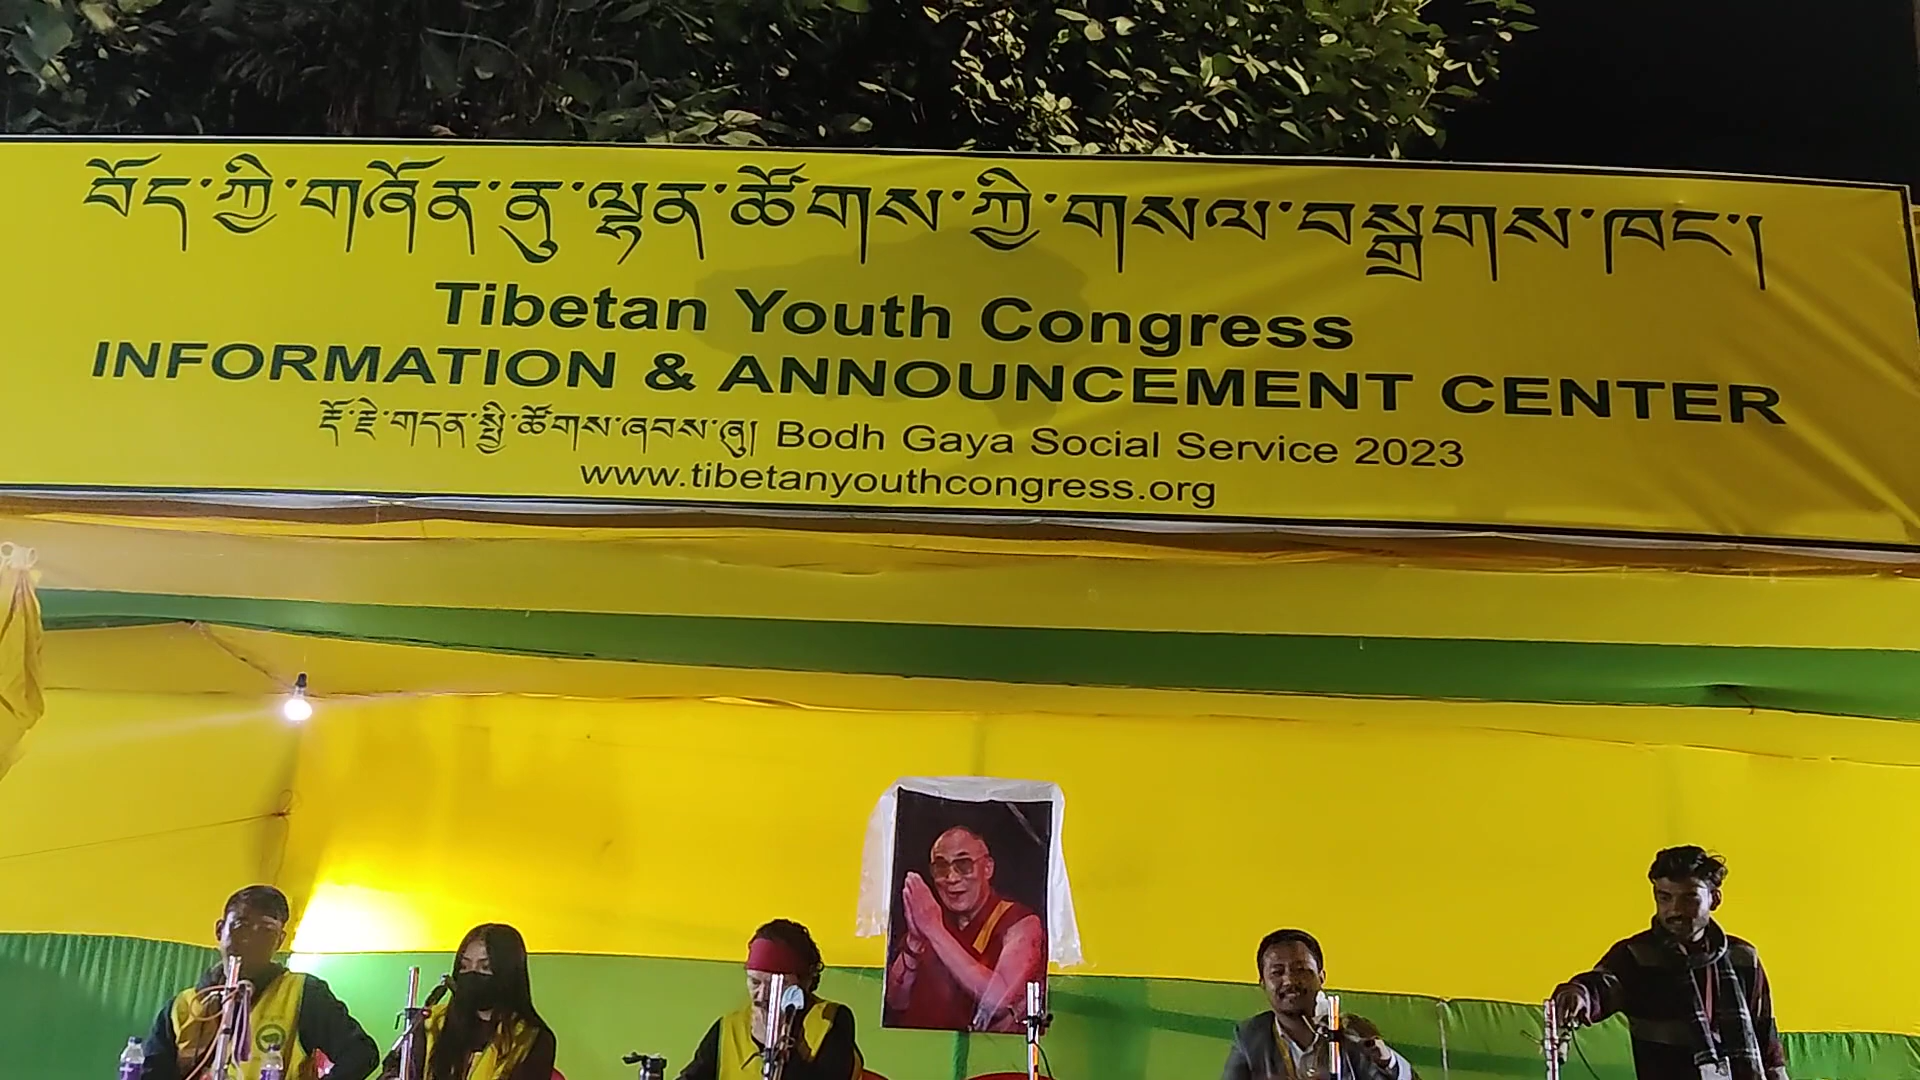 བོད་ཀྱི་གཞོན་ནུ་ལྷན་ཚོགས་ཀྱི་གསལ་བསྒྲགས་ཁང་།
Tibetan Youth Congress
INFORMATION & ANNOUNCEMENT CENTER
རྡོ་རྗེ་གདན་སྤྱི་ཚོགས་ཞབས་ཞུ། Bodh Gaya Social Service 2023
www.tibetanyouthcongress.org